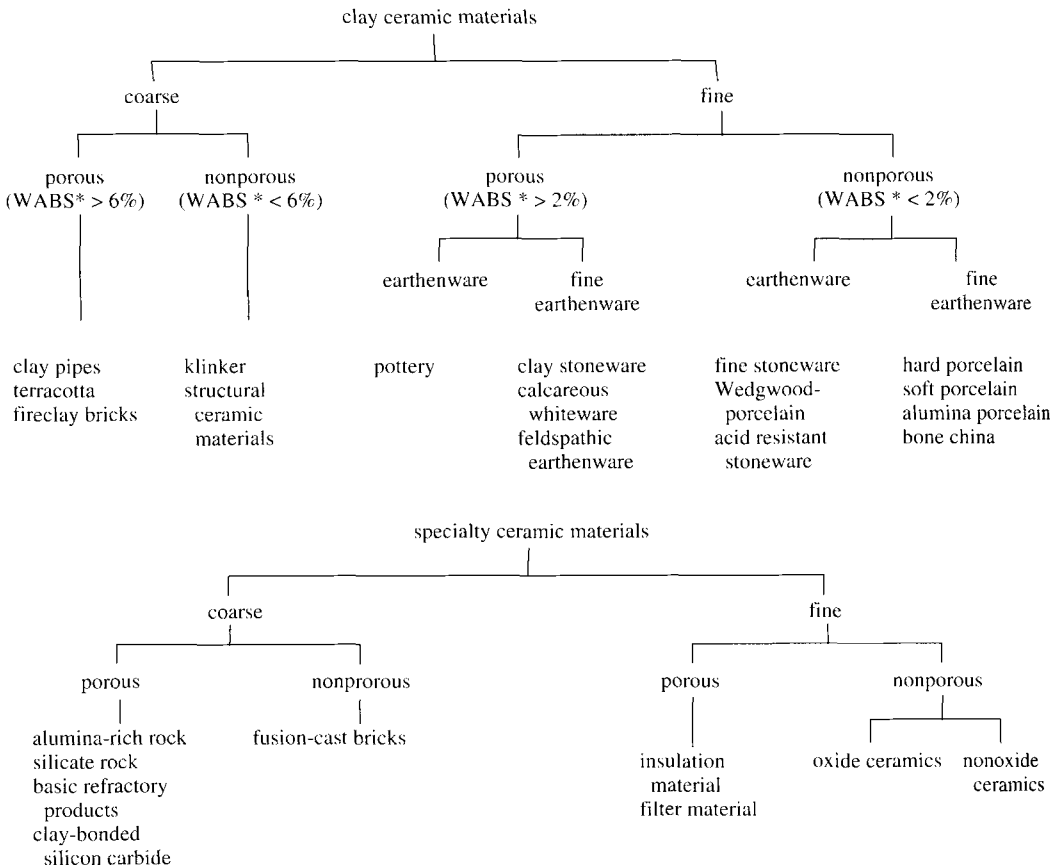 clay ceramic materials
coarse fine
porous nonporous porous nonporous
(WABS* > 6%) (WABS * < 6%) (WABS * > 2%) (WABS * < 2%)
earthenware fine earthenware fine
earthenware earthenware
clay pipes klinker pottery clay stoneware fine stoneware hard porcelain
terracotta structural calcareous Wedgwood- soft porcelain
fireclay bricks ceramic whiteware porcelain alumina porcelain
materials feldspathic acid resistant bone china
earthenware stoneware
specialty ceramic materials
coarse fine
porous nonprorous porous nonporous
alumina-rich rock fusion-cast bricks insulation oxide ceramics nonoxide
silicate rock material ceramics
basic refractory filter material
products
clay-bonded
silicon carbide